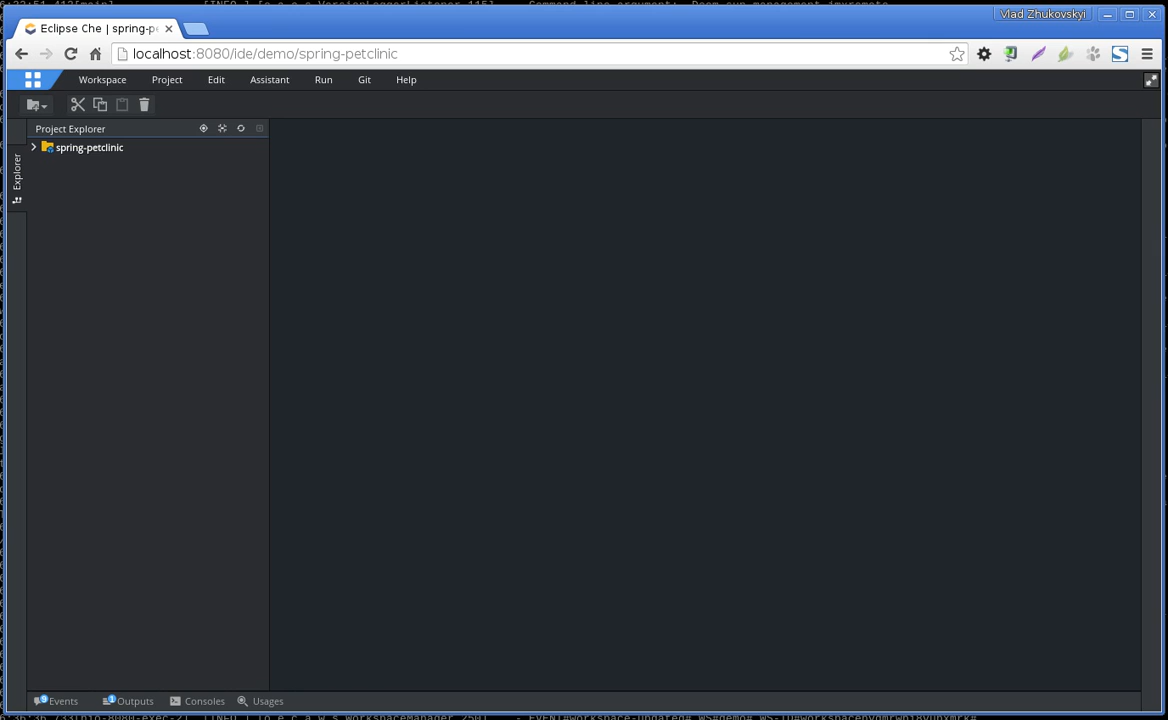 Vlad Zhukovskyi
Eclipse Che | spring-pe
localhost:8080/ide/demo/spring-petclinic
Workspace Project Edit Assistant Run Git Help
Project Explorer
spring-petclinic
Explorer
Events Outputs Consoles Usages